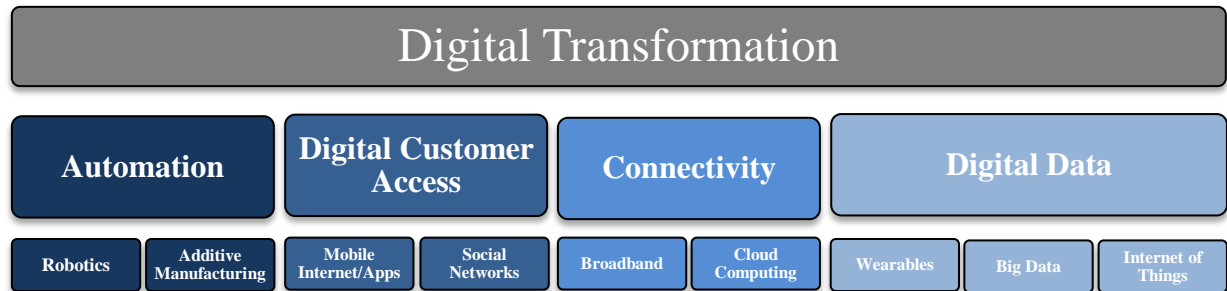 Digital Transformation
Automation
Digital Customer
Access
Connectivity
Digital Data
Robotics
Additive
Manufacturing
Mobile
Internet/Apps
Social
Networks
Broadband
Cloud
Computing
Wearables
Big Data
Internet of
Things